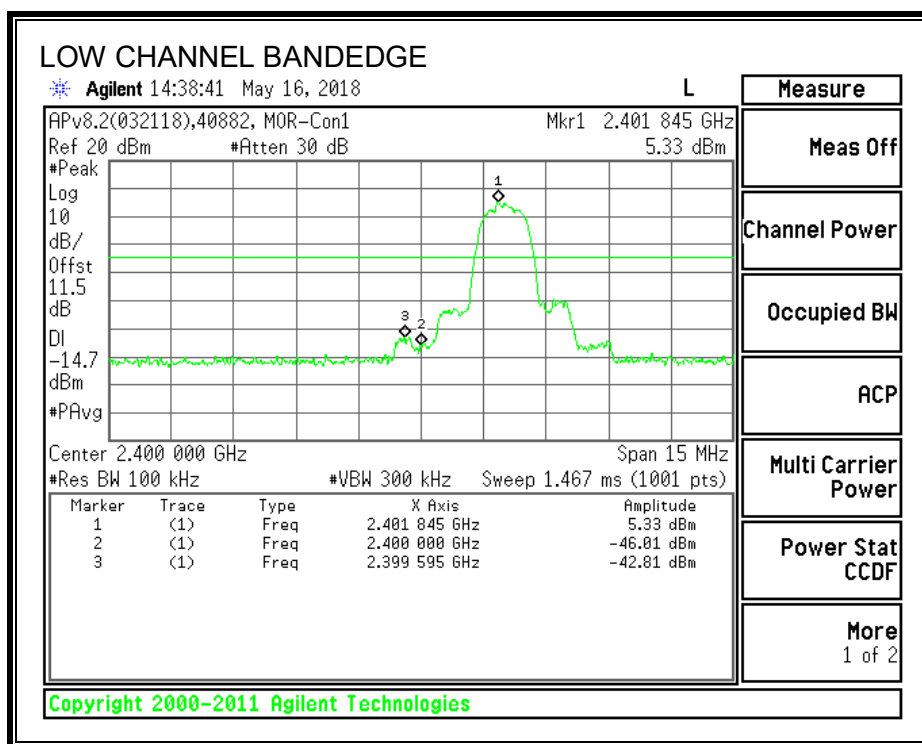 LOW CHANNEL BANDEDGE
Agilent 14:38:41 May 16, 2018 L
Measure
APv8.2(032118),40882, MOR-Con1 Mkr1 2.401 845 GHz
Ref 20 dBm #Atten 30 dB 5.33 dBm
Meas Off
#Peak
Log
10
dB/
Offst
11.5
dB
DI
-14.7
dBm
#PAvg
1
3 2
Channel Power
Occupied BW
ACP
Center 2.400 000 GHz Span 15 MHz
#Res BW 100 kHz #VBW 300 kHz Sweep 1.467 ms (1001 pts)
Multi Carrier
Power
Marker Trace Type X Axis Amplitude
1 (1) Freq 2.401 845 GHz 5.33 dBm
2 (1) Freq 2.400 000 GHz -46.01 dBm
3 (1) Freq 2.399 595 GHz -42.81 dBm
Power Stat
CCDF
More
1 of 2
Copyright 2000-2011 Agilent Technologies